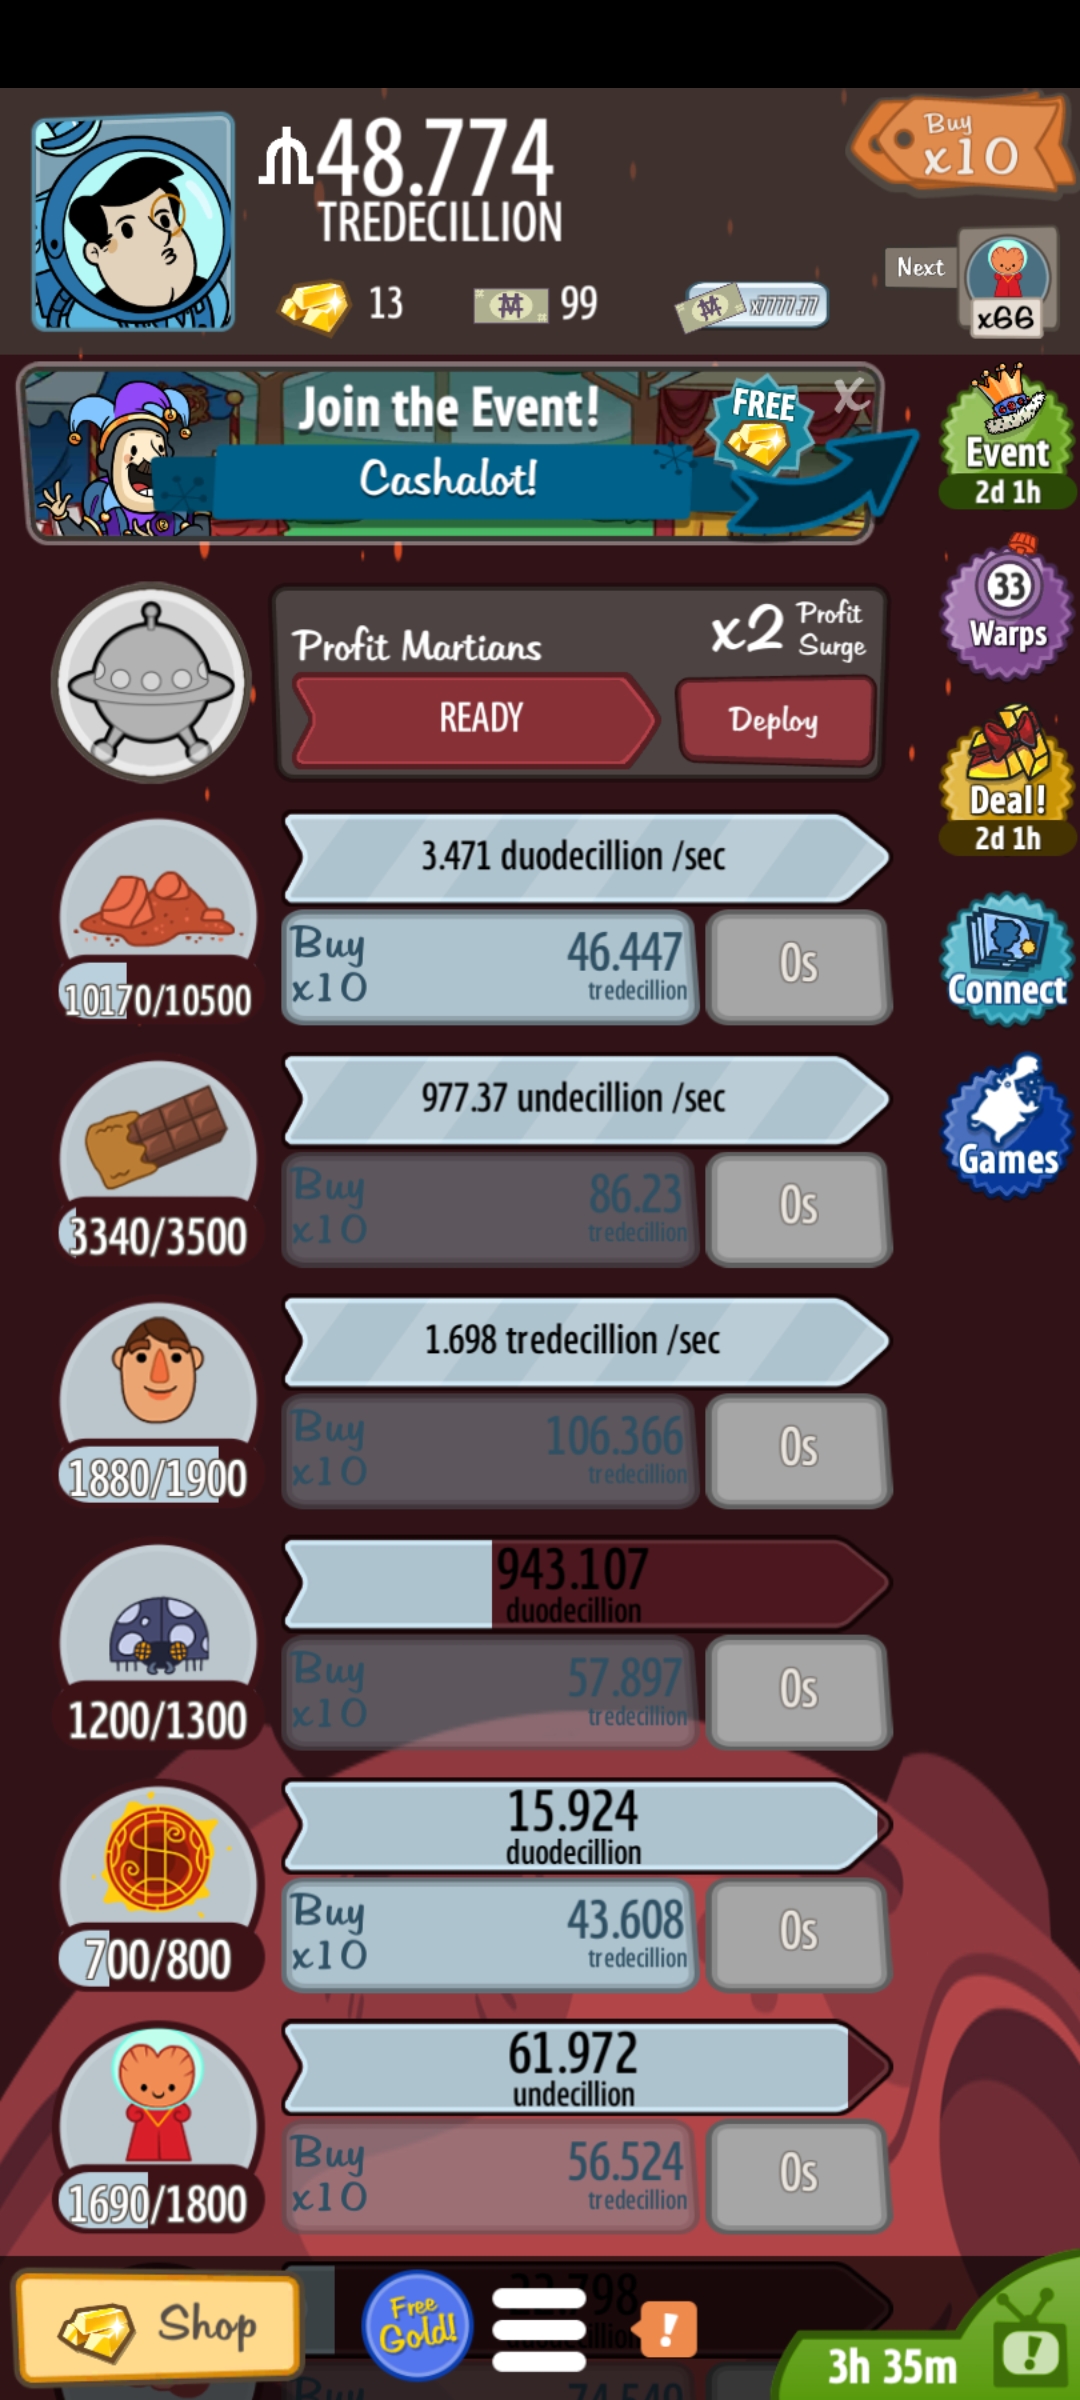 48.774
TREDECILLION
Buy
x10
13
99
x7777.77
Next
x66
Join the Event!
Cashalot!
FREE
X
Event
2d 1h
33
Warps
Profit Martians
x2 Profit
Surge
READY
Deploy
Deal!
2d 1h
3.471 duodecillion /sec
Buy
x10
46.447
tredecillion
0s
10170/10500
Connect
977.37 undecillion /sec
Buy
x10
86.23
tredecillion
0s
3340/3500
Games
1.698 tredecillion /sec
Buy
x10
106.366
tredecillion
0s
1880/1900
943.107
duodecillion
Buy
x10
57.897
tredecillion
0s
1200/1300
15.924
duodecillion
Buy
x10
43.608
tredecillion
0s
700/800
61.972
undecillion
Buy
x10
56.524
tredecillion
0s
1690/1800
Shop
Free
Gold!
!
3h 35m
!